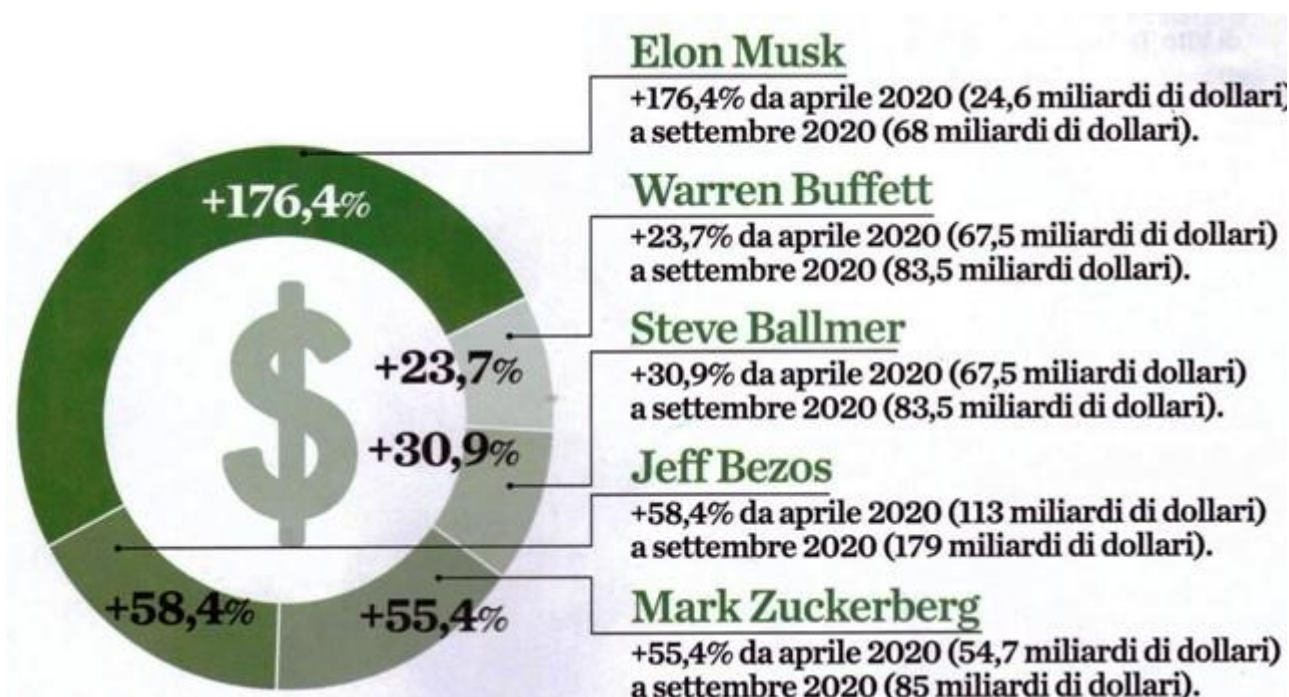 Elon Musk
+176,4% da aprile 2020 (24,6 miliardi di dollari)
a settembre 2020 (68 miliardi di dollari).
Warren Buffett
+23,7% da aprile 2020 (67,5 miliardi di dollari)
a settembre 2020 (83,5 miliardi dollari).
Steve Ballmer
+30,9% da aprile 2020 (67,5 miliardi dollari)
a settembre 2020 (83,5 miliardi di dollari).
Jeff Bezos
+58,4% da aprile 2020 (113 miliardi di dollari)
a settembre 2020 (179 miliardi di dollari).
Mark Zuckerberg
+55,4% da aprile 2020 (54,7 miliardi di dollari)
a settembre 2020 (85 miliardi di dollari).
+176,4%
$
+23,7%
+30,9%
+58,4%
+55,4%